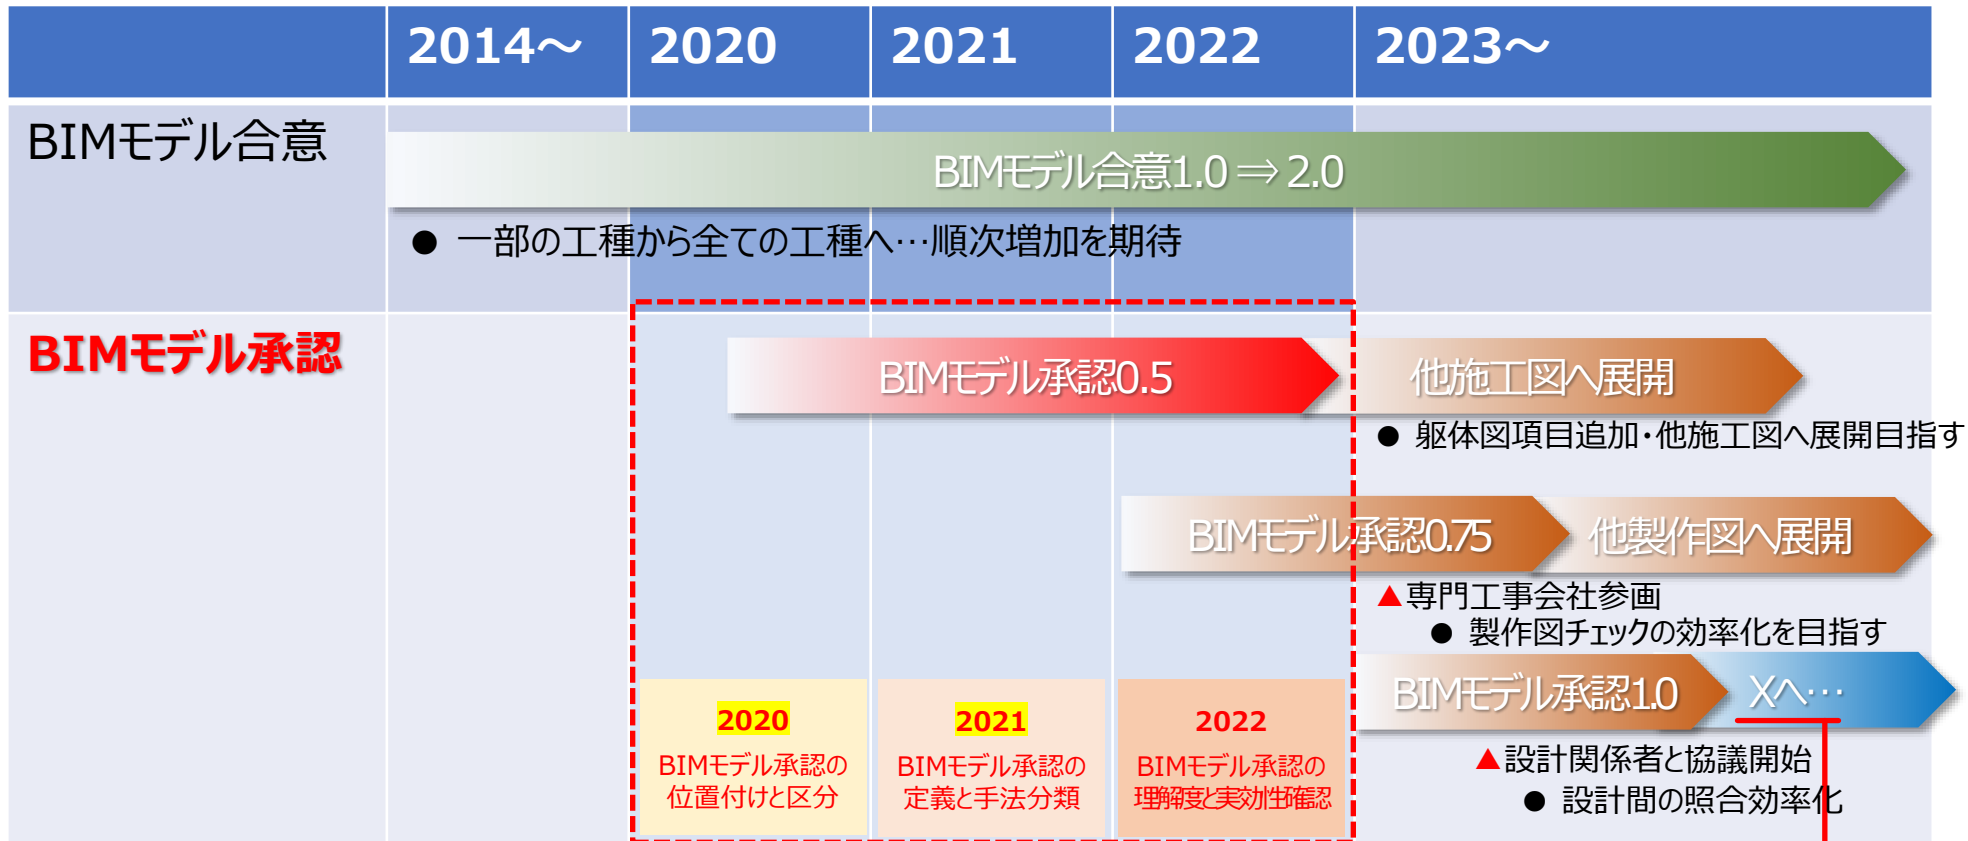 2014～ 2020 2021 2022 2023～
BIMモデル合意
BIMモデル合意1.0⇒2.0
● 一部の工種から全ての工種へ…順次増加を期待
BIMモデル承認
BIMモデル承認0.5
他施工図へ展開
● 躯体図項目追加・他施工図へ展開目指す
BIMモデル承認0.75
他製作図へ展開
▲専門工事会社参画
● 製作図チェックの効率化を目指す
BIMモデル承認1.0
Xへ…
▲設計関係者と協議開始
● 設計間の照合効率化
2020
BIMモデル承認の
位置付けと区分
2021
BIMモデル承認の
定義と手法分類
2022
BIMモデル承認の
理解度と実効性確認